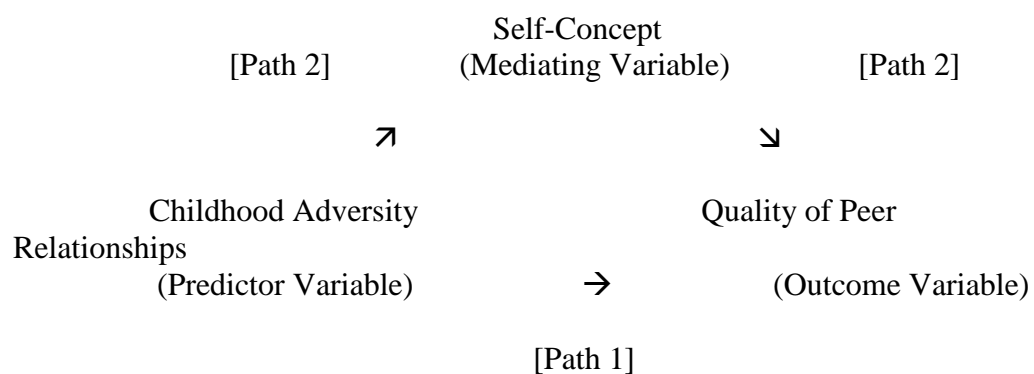 Self-Concept
[Path 2] (Mediating Variable) [Path 2]
↗ ↘
Childhood Adversity Quality of Peer
Relationships
(Predictor Variable) → (Outcome Variable)
[Path 1]